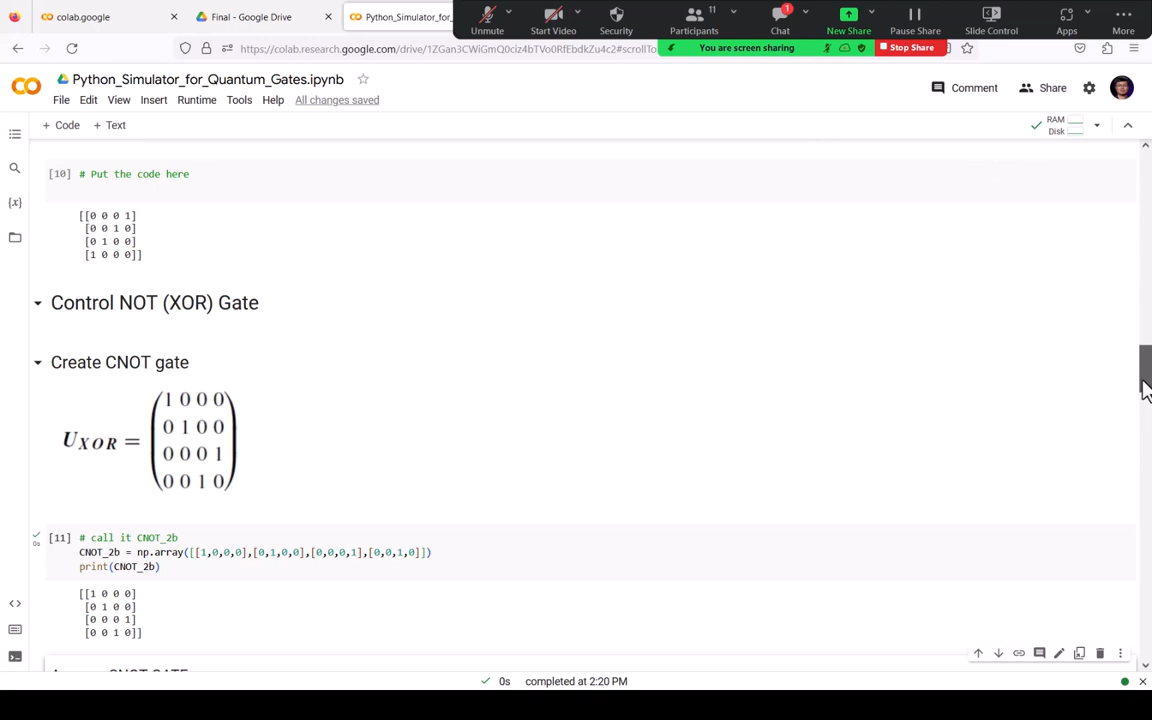 colab.google
Final - Google Drive
Python_Simulator_for_
Unmute
Start Video
Security
11
Participants
1
Chat
New Share
Pause Share
Slide Control
Apps
More
You are screen sharing
Stop Share
https://colab.research.google.com/drive/1ZGan3CWiGmQ0ciz4bTVo0RfEbdkZu4c2#scrollTo
Python_Simulator_for_Quantum_Gates.ipynb
File Edit View Insert Runtime Tools Help All changes saved
Comment
Share
+ Code + Text
RAM
Disk
[10] # Put the code here
[[0 0 0 1]
[0 0 1 0]
[0 1 0 0]
[1 0 0 0]]
Control NOT (XOR) Gate
Create CNOT gate
U XOR =
1 0 0 0
0 1 0 0
0 0 0 1
0 0 1 0
[11] # call it CNOT_2b
0s
CNOT_2b = np.array([[1,0,0,0],[0,1,0,0],[0,0,0,1],[0,0,1,0]])
print(CNOT_2b)
[[1 0 0 0]
[0 1 0 0]
[0 0 0 1]
[0 0 1 0]]
CNOT GATE
0s completed at 2:20 PM